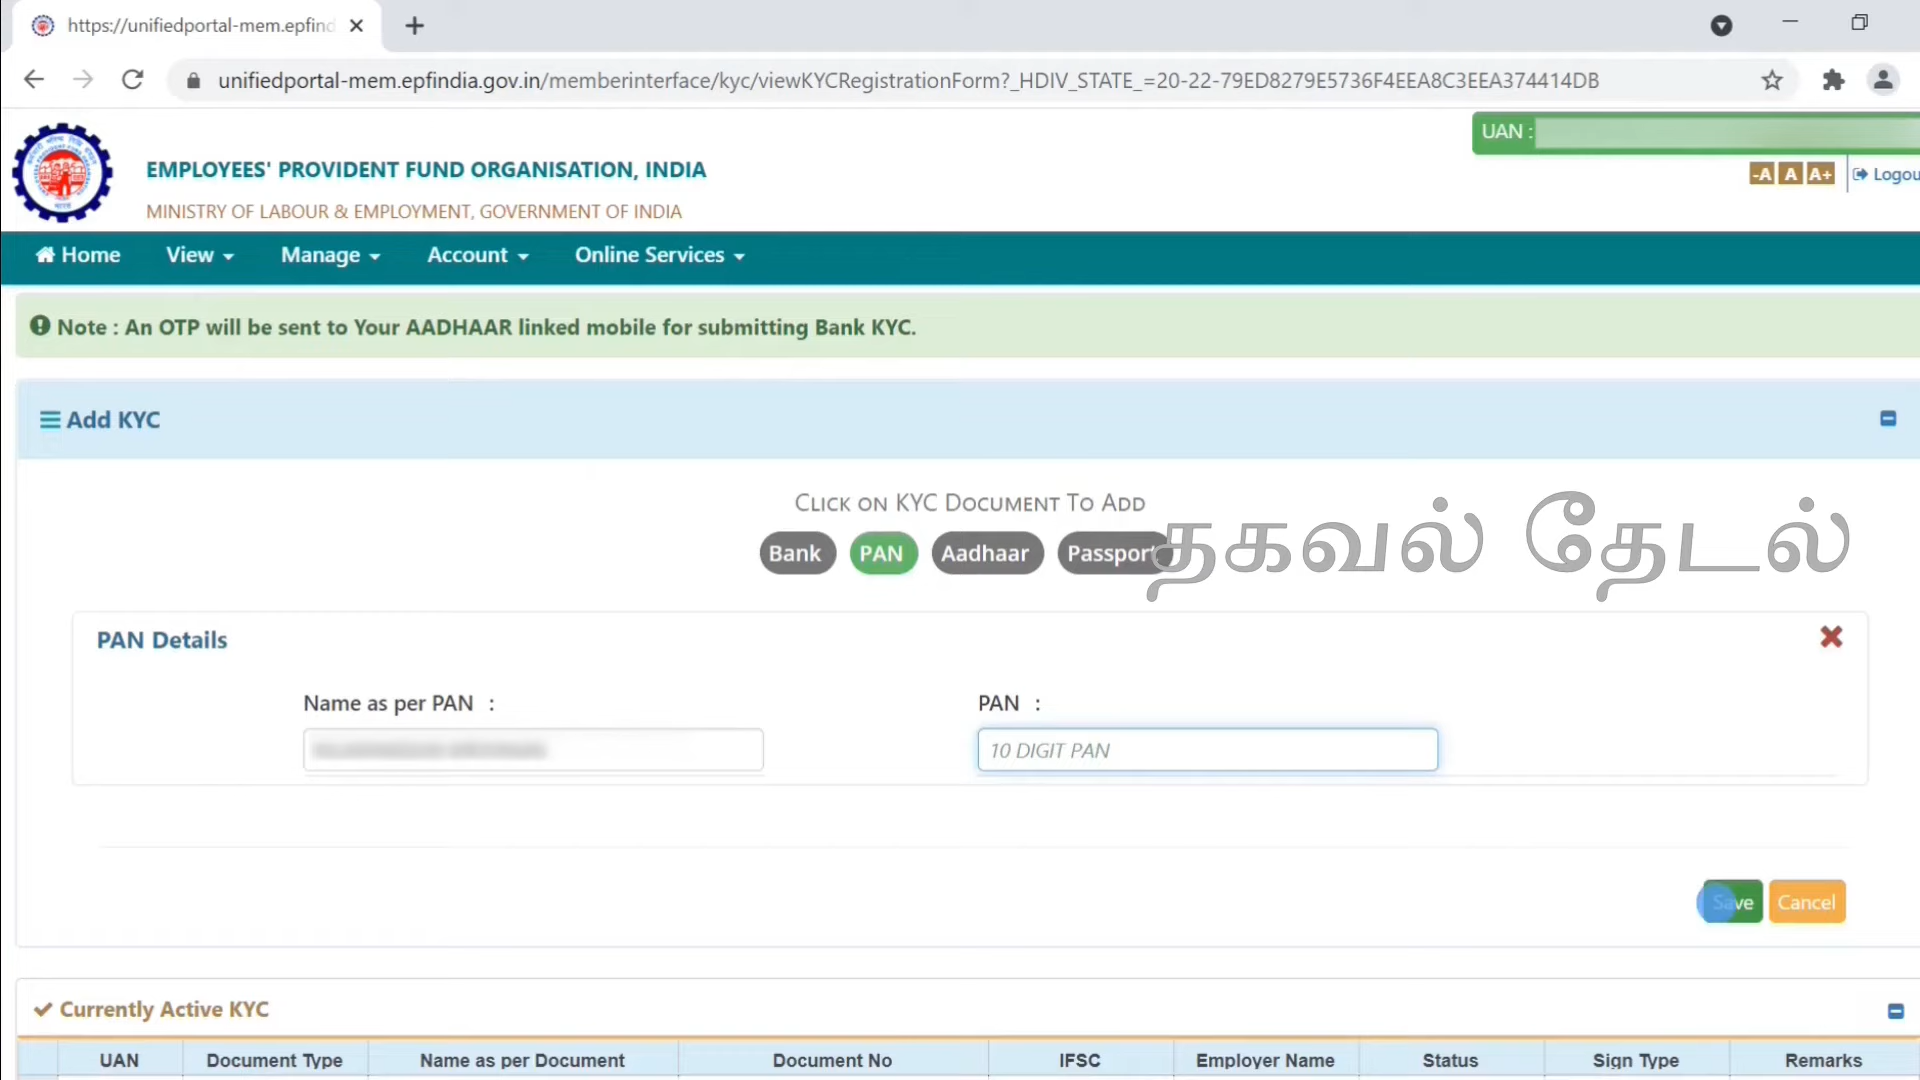 https://unifiedportal-mem.epfind
unifiedportal-mem.epfindia.gov.in/memberinterface/kyc/viewKYCRegistrationForm?_HDIV_STATE_=20-22-79ED8279E5736F4EEA8C3EEA374414DB
UAN :
EMPLOYEES' PROVIDENT FUND ORGANISATION, INDIA
-A A A+ Logou
MINISTRY OF LABOUR & EMPLOYMENT, GOVERNMENT OF INDIA
Home View Manage Account Online Services
Note : An OTP will be sent to Your AADHAAR linked mobile for submitting Bank KYC.
Add KYC
CLICK ON KYC DOCUMENT TO ADD
Bank PAN Aadhaar Passport
தகவல் தேடல்
PAN Details
Name as per PAN : PAN :
10 DIGIT PAN
Save Cancel
Currently Active KYC
UAN Document Type Name as per Document Document No IFSC Employer Name Status Sign Type Remarks